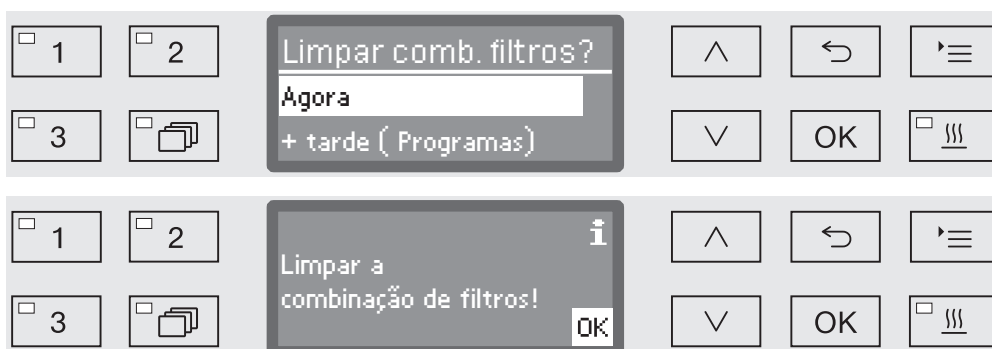 1 2
Limpar comb. filtros?
Agora
3
+ tarde ( Programas)
OK
1 2
i
Limpar a
combinação de filtros!
OK
3
OK